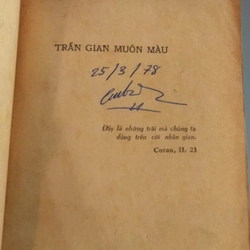 TRẦN GIAN MUÔN MÀU
25/3/78
Đây là những trái mà chúng ta
dùng trên cõi nhân gian.
Coran, II: 23